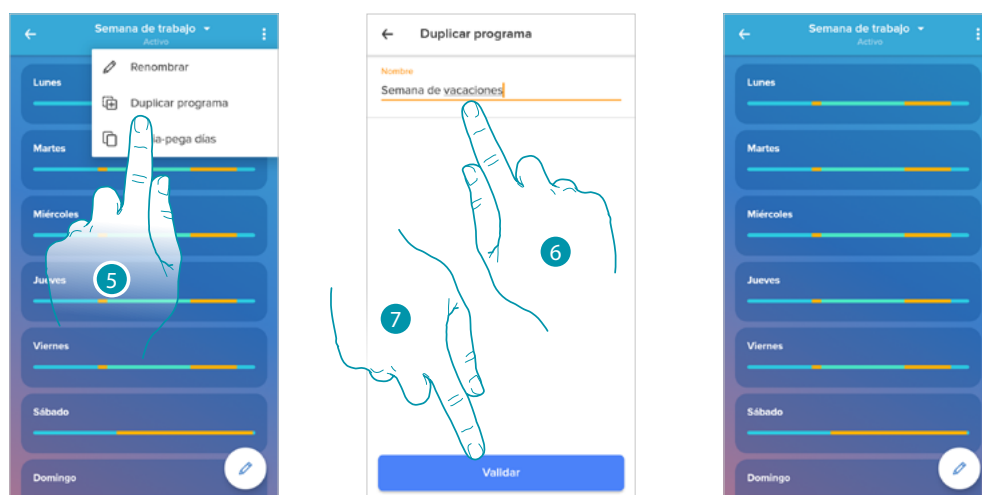 Semana de trabajo
Activo
Renombrar
Duplicar programa
ia-pega días
Lunes
Martes
Miércoles
Jueves
Viernes
Sábado
Domingo
5
Duplicar programa
Nombre
Semana de vacaciones
6
7
Validar
Semana de trabajo
Activo
Lunes
Martes
Miércoles
Jueves
Viernes
Sábado
Domingo